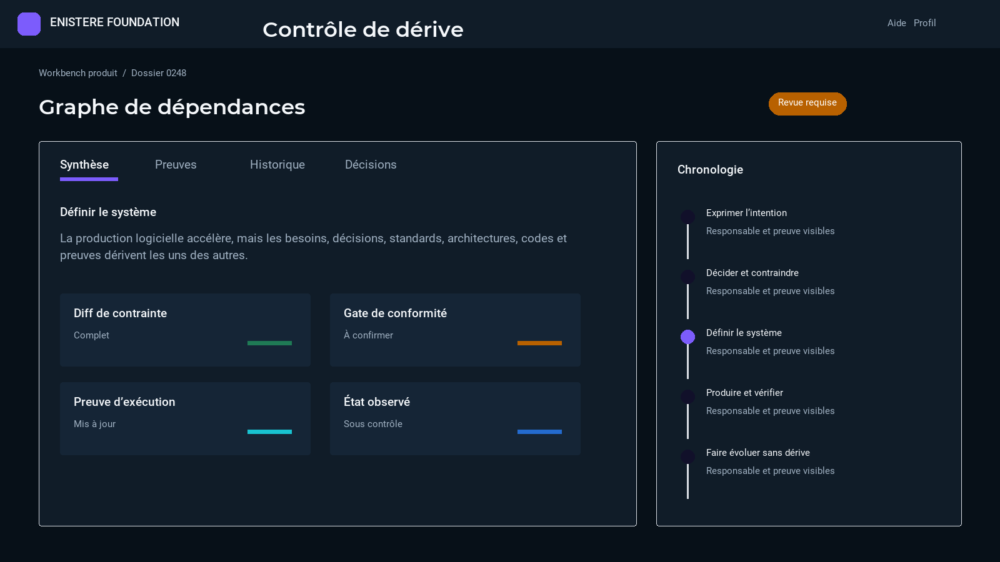 ENISTERE FOUNDATION
Contrôle de dérive
Aide Profil
Workbench produit / Dossier 0248
Graphe de dépendances
Revue requise
Synthèse
Preuves
Historique
Décisions
Définir le système
La production logicielle accélère, mais les besoins, décisions, standards, architectures, codes et
preuves dérivent les uns des autres.
Diff de contrainte
Complet
Gate de conformité
À confirmer
Preuve d’exécution
Mis à jour
État observé
Sous contrôle
Chronologie
Exprimer l’intention
Responsable et preuve visibles
Décider et contraindre
Responsable et preuve visibles
Définir le système
Responsable et preuve visibles
Produire et vérifier
Responsable et preuve visibles
Faire évoluer sans dérive
Responsable et preuve visibles